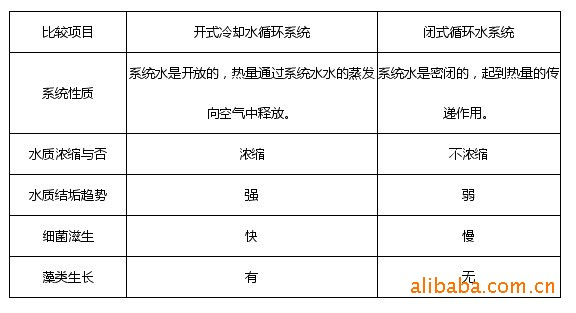 比较项目 开式冷却水循环系统 闭式循环水系统
系统性质 系统水是开放的，热量通过系统水水的蒸发向空气中释放。 系统水是密闭的，起到热量的传递作用。
水质浓缩与否 浓缩 不浓缩
水质结垢趋势 强 弱
细菌滋生 快 慢
藻类生长 有 无
alibaba.com.cn